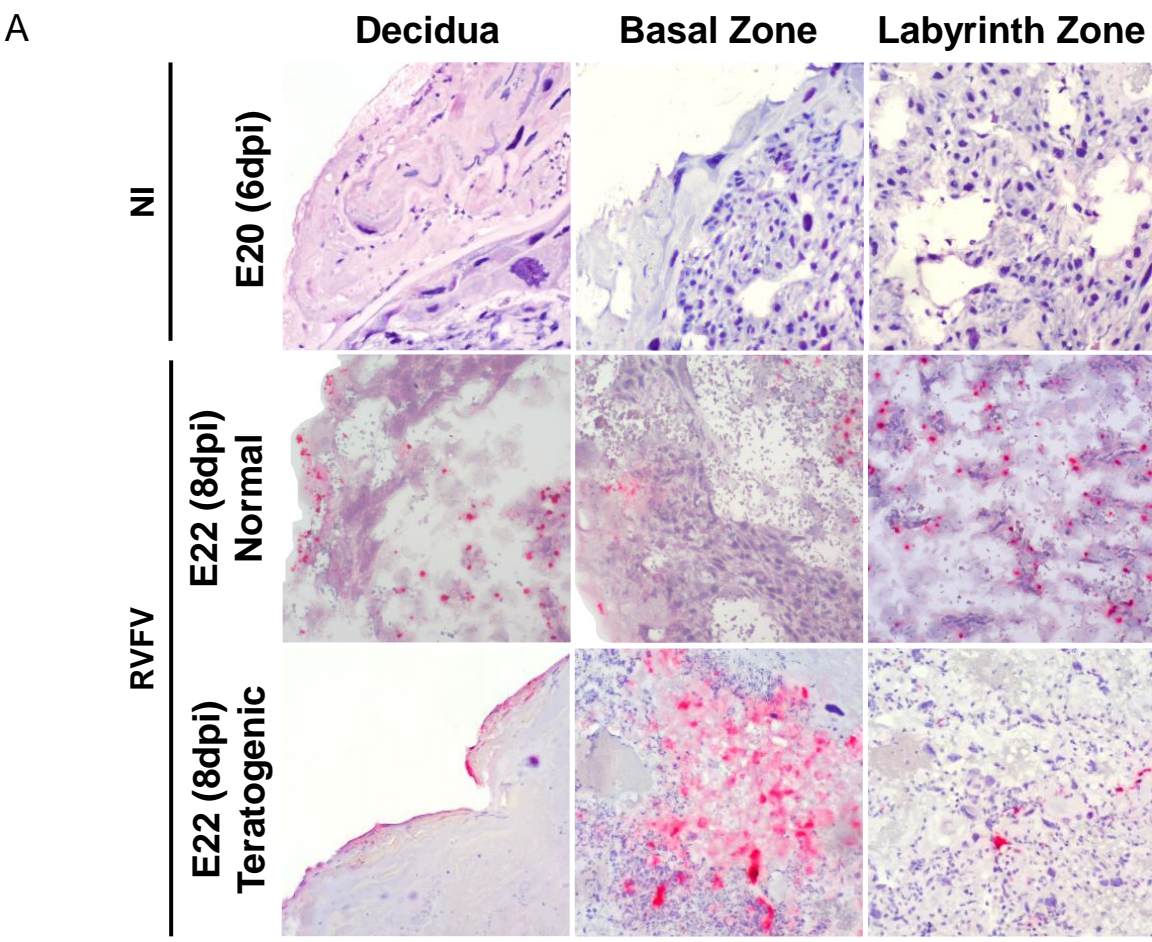 A
Decidua Basal Zone Labyrinth Zone
NI
E20 (6dpi)
RVFV
E22 (8dpi)
Normal
E22 (8dpi)
Teratogenic